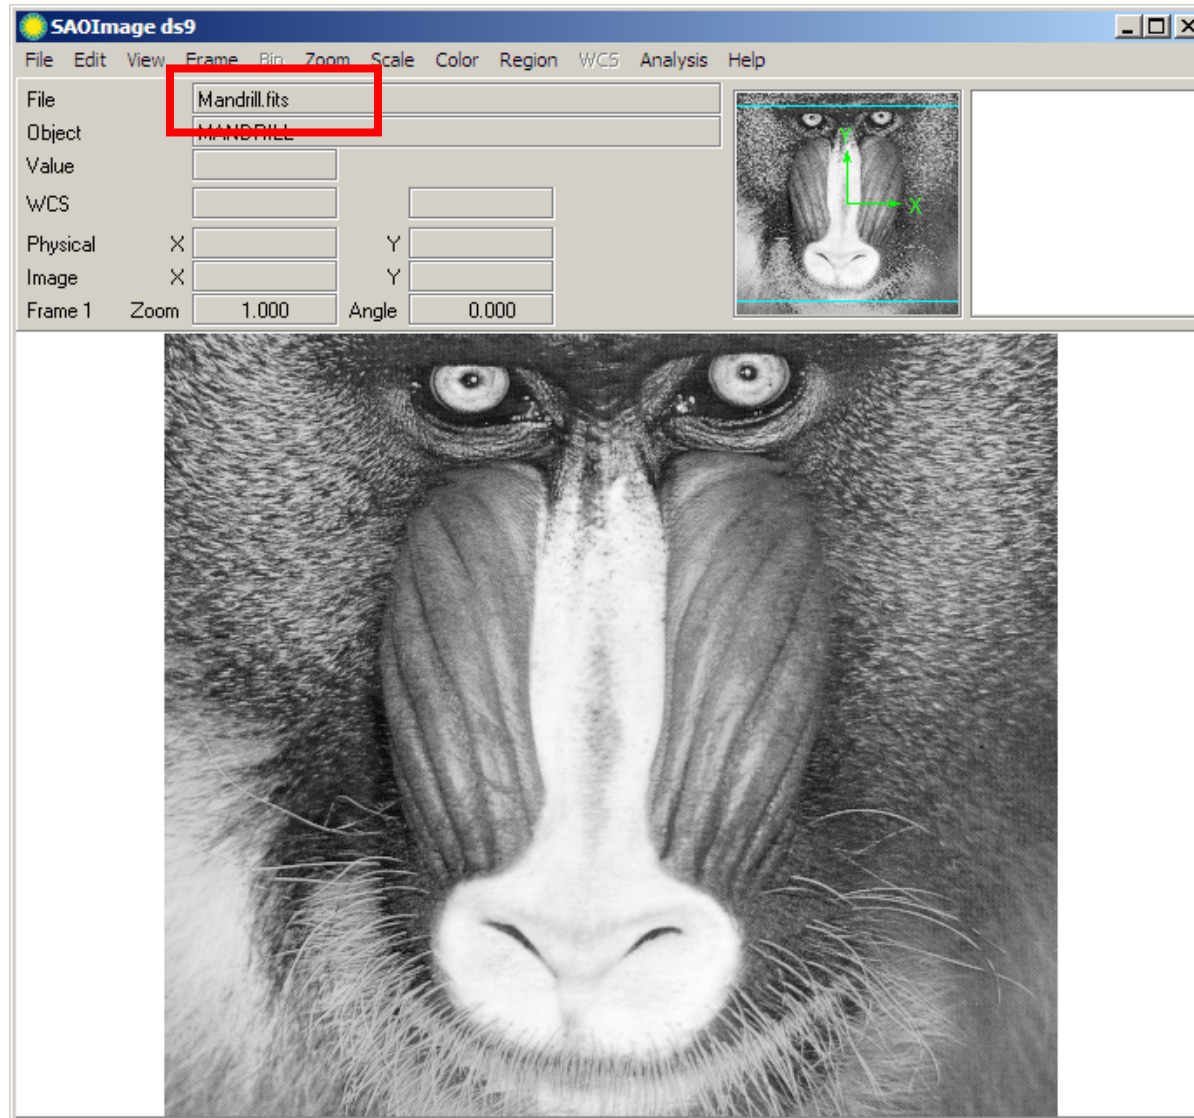 SAOImage ds9
File Edit View Frame Bin Zoom Scale Color Region WCS Analysis Help
File Mandrill.fits
Object MANDRILL
Value
WCS
Physical X Y
Image X Y
Frame 1 Zoom 1.000 Angle 0.000
Y
X